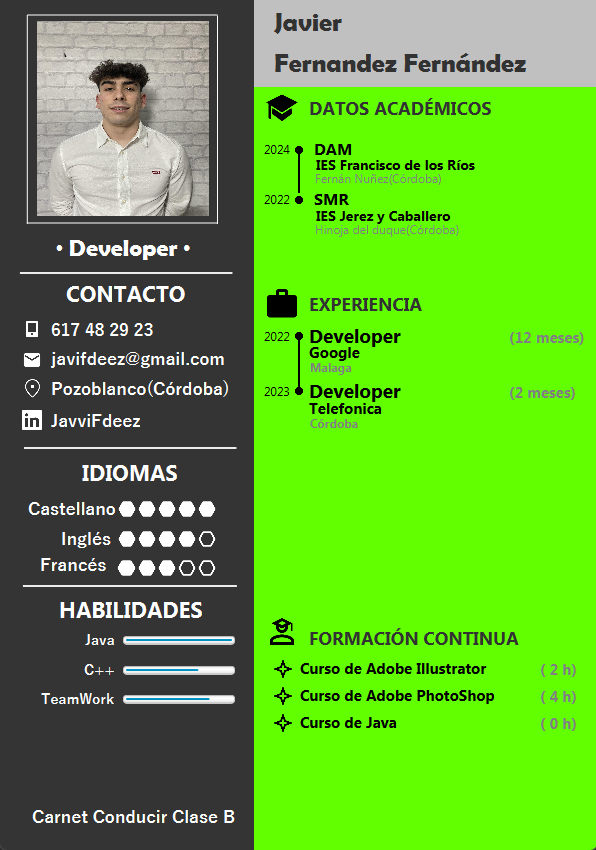 Javier
Fernandez Fernández
• Developer •
CONTACTO
617 48 29 23
javifdeez@gmail.com
Pozoblanco(Córdoba)
in JavviFdeez
IDIOMAS
Castellano
Inglés
Francés
HABILIDADES
Java
C++
TeamWork
Carnet Conducir Clase B
DATOS ACADÉMICOS
2024 DAM
IES Francisco de los Ríos
Fernán Nuñez(Córdoba)
2022 SMR
IES Jerez y Caballero
Hinoja del duque(Córdoba)
EXPERIENCIA
2022 Developer (12 meses)
Google
Malaga
2023 Developer (2 meses)
Telefonica
Córdoba
FORMACIÓN CONTINUA
Curso de Adobe Illustrator ( 2 h)
Curso de Adobe PhotoShop ( 4 h)
Curso de Java ( 0 h)